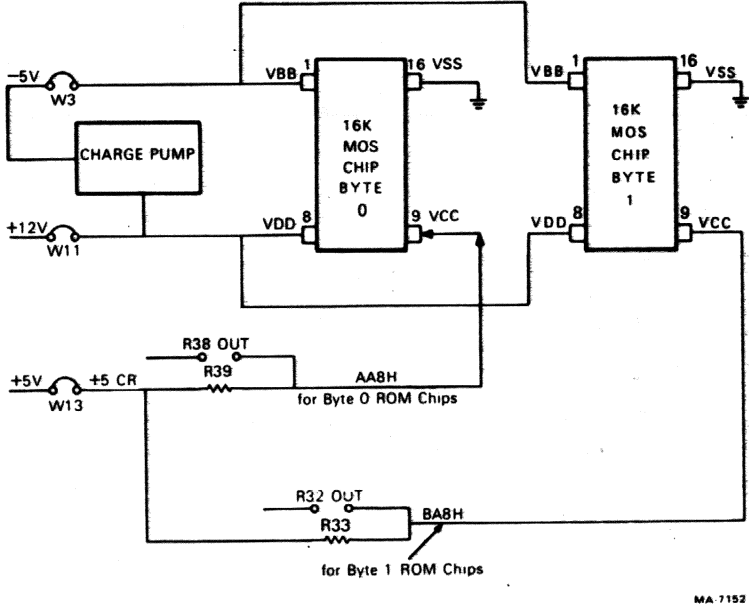 1
16 VSS
1
16
-5V
W3
VBB
VBB
VSS
CHARGE PUMP
16K
MOS
CHIP
BYTE
0
16K
MOS
CHIP
BYTE
1
+12V
W11
VDD
8
9
VCC
VDD
8
9
VCC
R38 OUT
R39
+5V
W13
+5 CR
AA8H
for Byte 0 ROM Chips
R32 OUT
R33
BA8H
for Byte 1 ROM Chips
MA-7152